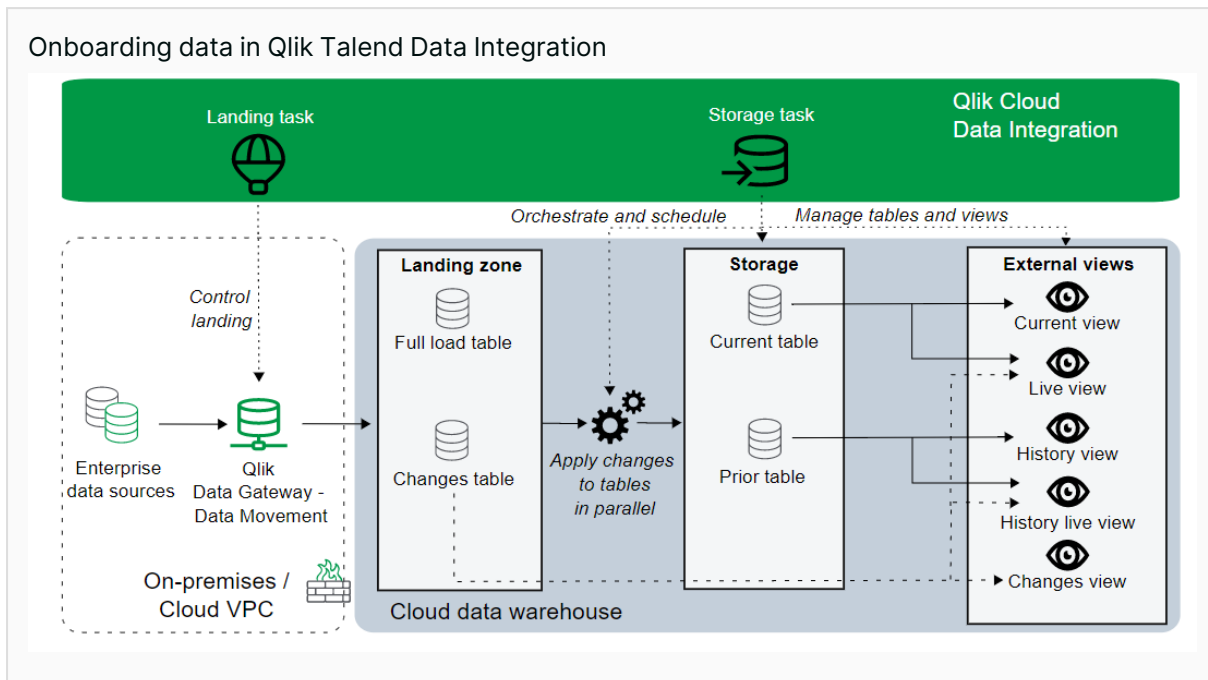 Onboarding data in Qlik Talend Data Integration
Landing task
Storage task
Qlik Cloud
Data Integration
Orchestrate and schedule
Manage tables and views
Control
landing
Enterprise
data sources
Qlik
Data Gateway -
Data Movement
On-premises /
Cloud VPC
Landing zone
Full load table
Changes table
Apply changes
to tables
in parallel
Storage
Current table
Prior table
External views
Current view
Live view
History view
History live view
Changes view
Cloud data warehouse